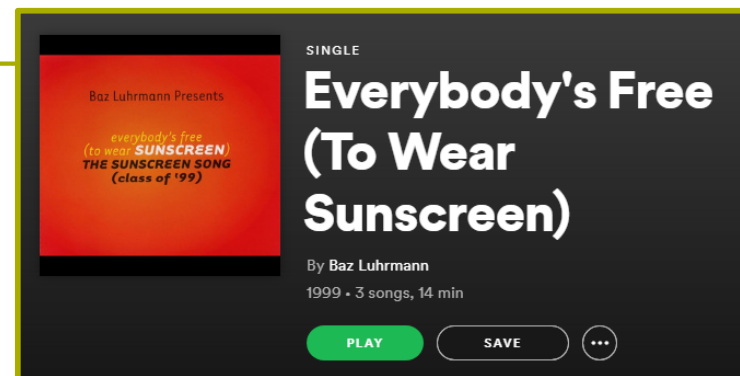 Baz Luhrmann Presents
everybody's free
(to wear SUNSCREEN)
THE SUNSCREEN SONG
(class of '99)
SINGLE
Everybody's Free
(To Wear
Sunscreen)
By Baz Luhrmann
1999 • 3 songs, 14 min
PLAY
SAVE